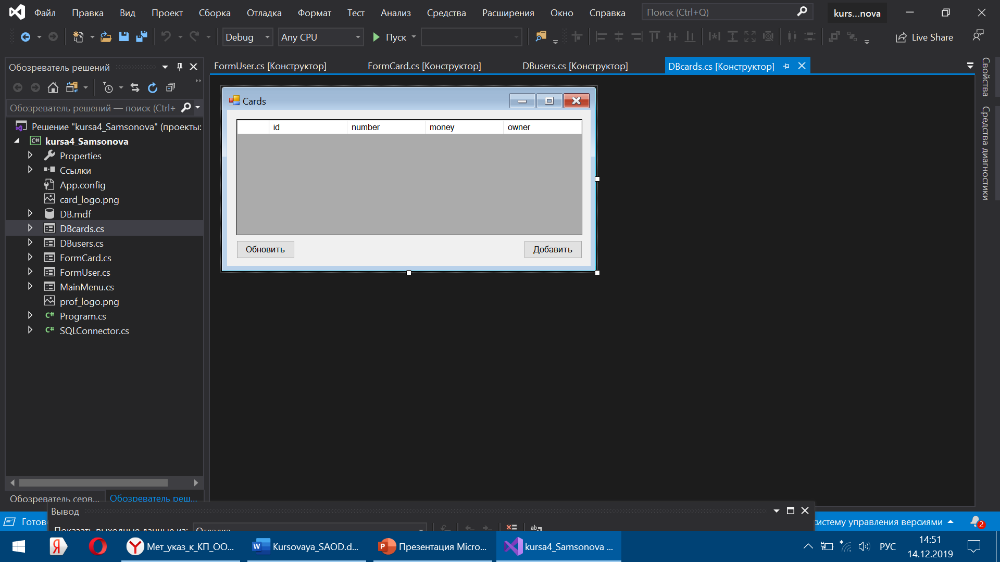 Файл Правка Вид Проект Сборка Отладка Формат Тест Анализ Средства Расширения Окно Справка Поиск (Ctrl+Q) kurs...nova
Debug Any CPU Пуск Live Share
Обозреватель решений
FormUser.cs [Конструктор] FormCard.cs [Конструктор] DBusers.cs [Конструктор] DBcards.cs [Конструктор]
Свойства
Средства диагностики
Обозреватель решений — поиск (Ctrl+
Решение "kursa4_Samsonova" (проекты:
C# kursa4_Samsonova
Properties
Ссылки
App.config
card_logo.png
DB.mdf
DBcards.cs
DBusers.cs
FormCard.cs
FormUser.cs
MainMenu.cs
prof_logo.png
C# Program.cs
C# SQLConnector.cs
Cards
id number money owner
Обновить Добавить
Обозреватель серв... Обозреватель реш...
Вывод
Показать выходные данные из: Отладка
систему управления версиями 2
Мет_указ_к_КП_ОО... Kursovaya_SAOD.d... Презентация Micro... kursa4_Samsonova ...
РУС
14:51
14.12.2019